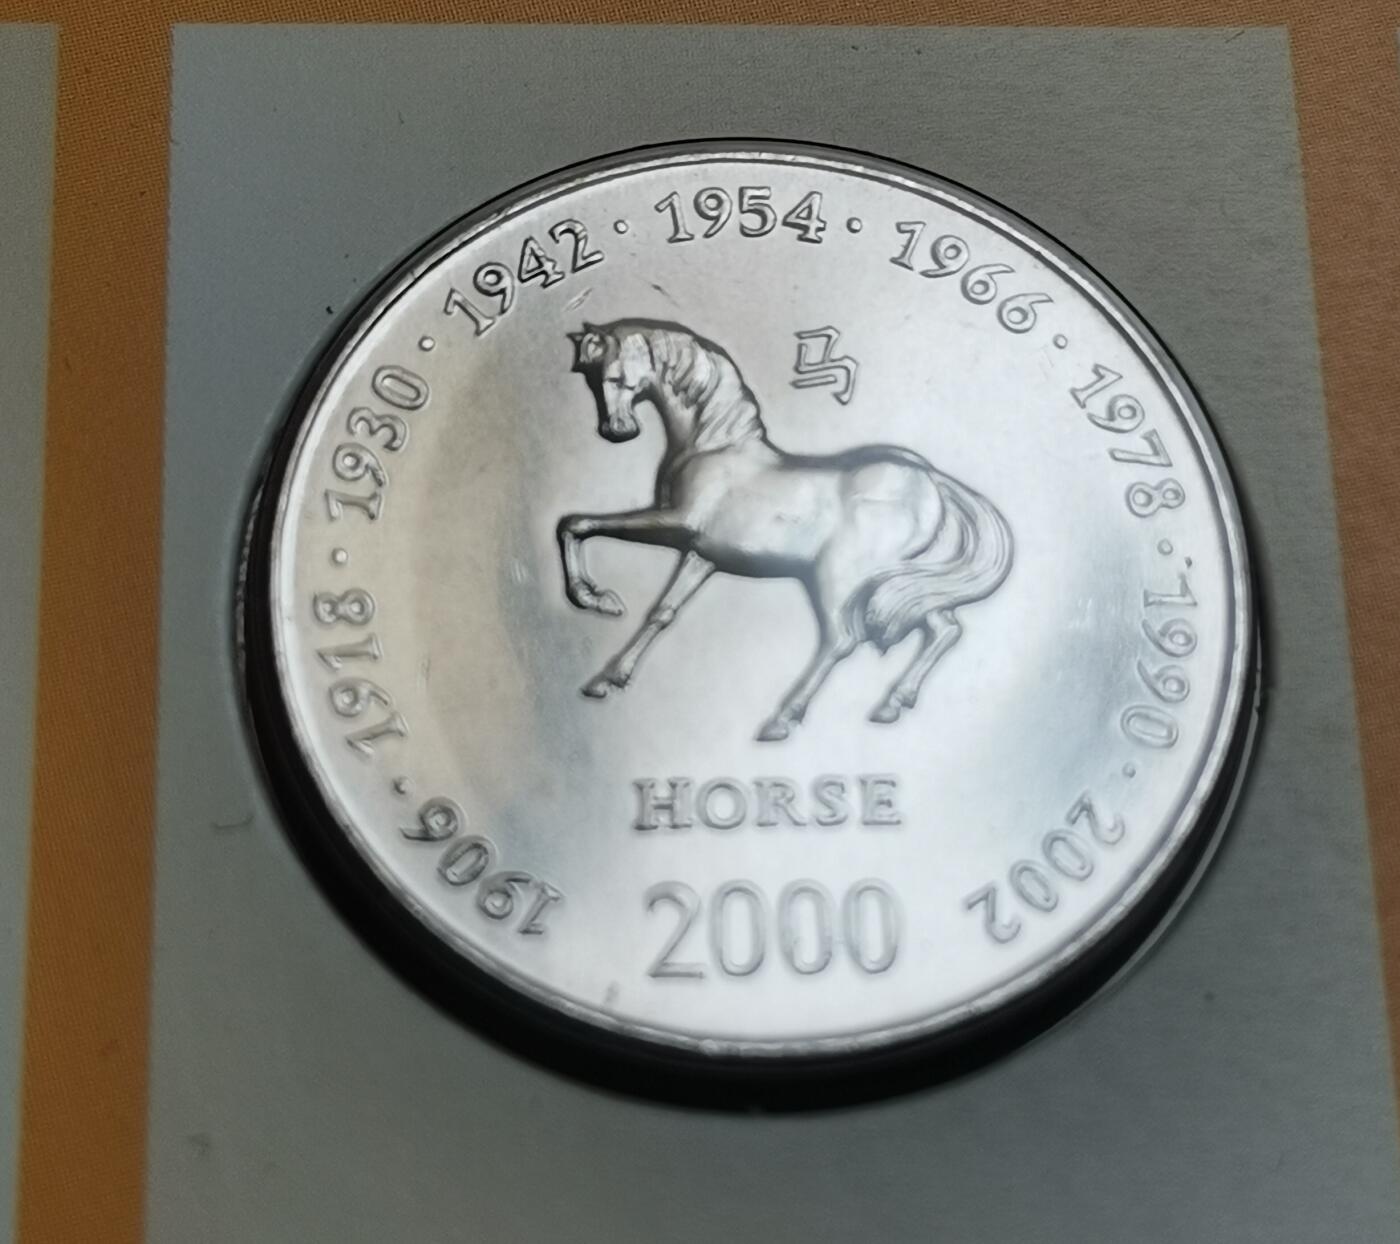 1906 · 1918 · 1930 · 1942 · 1954 · 1966 · 1978 · 1990 · 2002
马
HORSE
2000